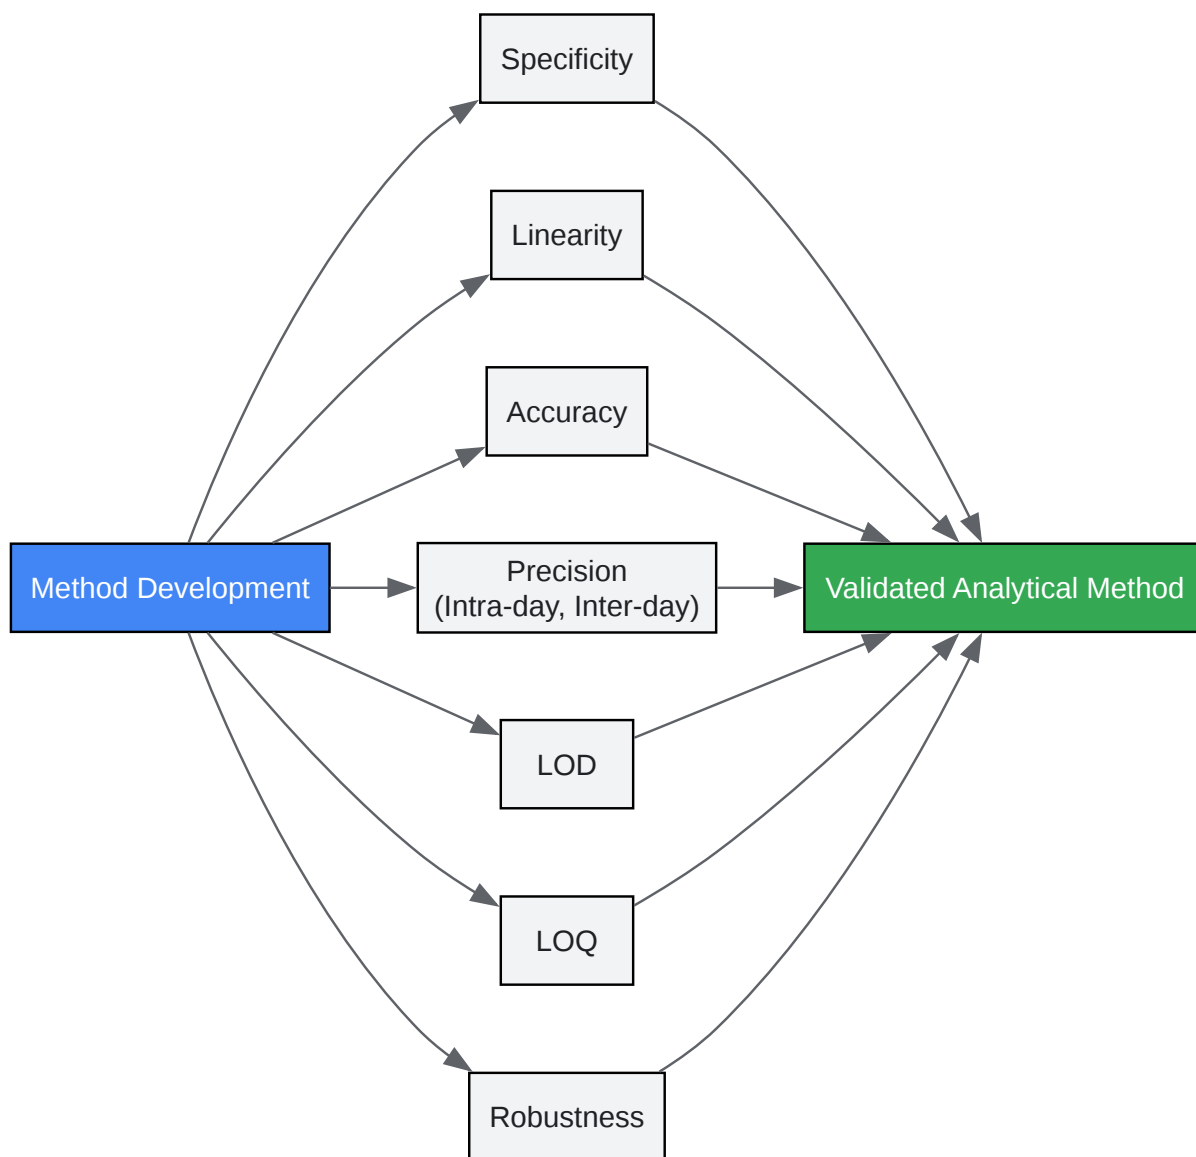 Specificity
Linearity
Accuracy
Method Development
Precision
(Intra-day, Inter-day)
Validated Analytical Method
LOD
LOQ
Robustness